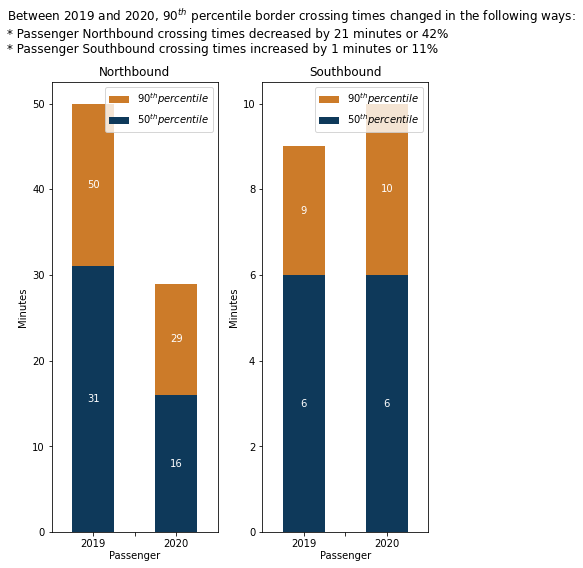 Between 2019 and 2020, 90th percentile border crossing times changed in the following ways:
* Passenger Northbound crossing times decreased by 21 minutes or 42%
* Passenger Southbound crossing times increased by 1 minutes or 11%
Northbound
90th percentile
50th percentile
50
40
30
20
10
0
Minutes
50
31
29
16
2019
2020
Passenger
Southbound
90th percentile
50th percentile
10
8
6
4
2
0
Minutes
9
6
10
6
2019
2020
Passenger